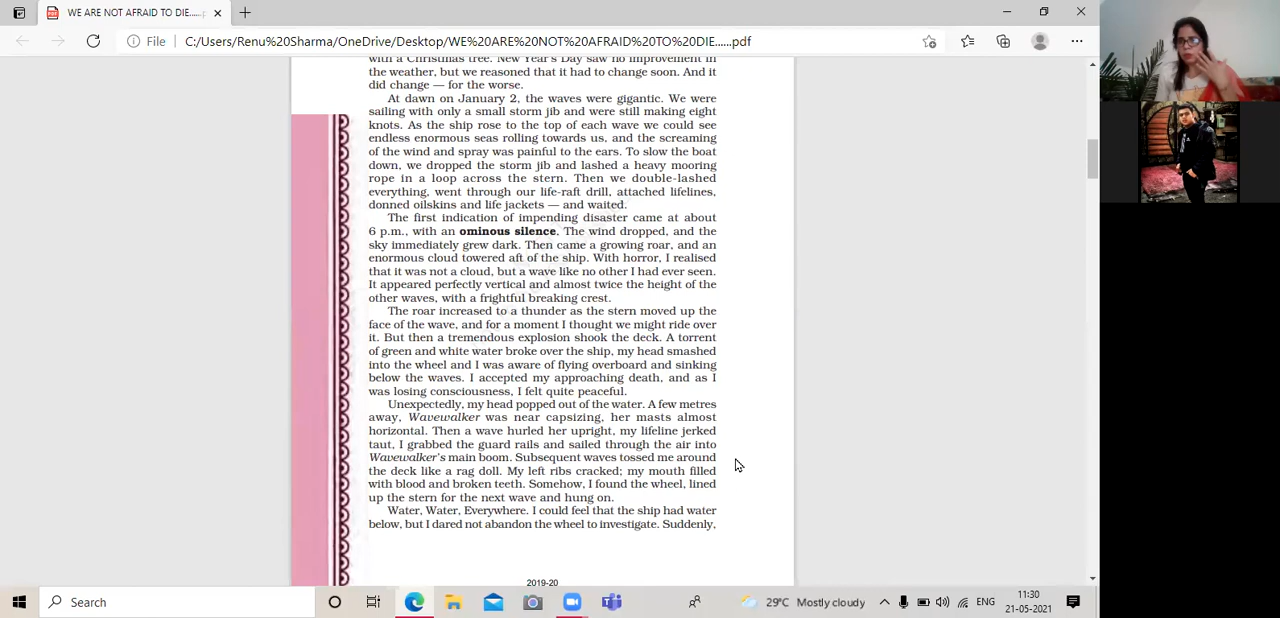 WE ARE NOT AFRAID TO DIE.....p
File
C:/Users/Renu%20Sharma/OneDrive/Desktop/WE%20ARE%20NOT%20AFRAID%20TO%20DIE......pdf
with a Christmas tree. New Year's Day saw no improvement in
the weather, but we reasoned that it had to change soon. And it
did change — for the worse.
At dawn on January 2, the waves were gigantic. We were
sailing with only a small storm jib and were still making eight
knots. As the ship rose to the top of each wave we could see
endless enormous seas rolling towards us, and the screaming
of the wind and spray was painful to the ears. To slow the boat
down, we dropped the storm jib and lashed a heavy mooring
rope in a loop across the stern. Then we double-lashed
everything, went through our life-raft drill, attached lifelines,
donned oilskins and life jackets — and waited.
The first indication of impending disaster came at about
6 p.m., with an ominous silence. The wind dropped, and the
sky immediately grew dark. Then came a growing roar, and an
enormous cloud towered aft of the ship. With horror, I realised
that it was not a cloud, but a wave like no other I had ever seen.
It appeared perfectly vertical and almost twice the height of the
other waves, with a frightful breaking crest.
The roar increased to a thunder as the stern moved up the
face of the wave, and for a moment I thought we might ride over
it. But then a tremendous explosion shook the deck. A torrent
of green and white water broke over the ship, my head smashed
into the wheel and I was aware of flying overboard and sinking
below the waves. I accepted my approaching death, and as I
was losing consciousness, I felt quite peaceful.
Unexpectedly, my head popped out of the water. A few metres
away, Wavewalker was near capsizing, her masts almost
horizontal. Then a wave hurled her upright, my lifeline jerked
taut, I grabbed the guard rails and sailed through the air into
Wavewalker's main boom. Subsequent waves tossed me around
the deck like a rag doll. My left ribs cracked; my mouth filled
with blood and broken teeth. Somehow, I found the wheel, lined
up the stern for the next wave and hung on.
Water, Water, Everywhere. I could feel that the ship had water
below, but I dared not abandon the wheel to investigate. Suddenly,
2019-20
Search
29°C Mostly cloudy
ENG
11:30
21-05-2021